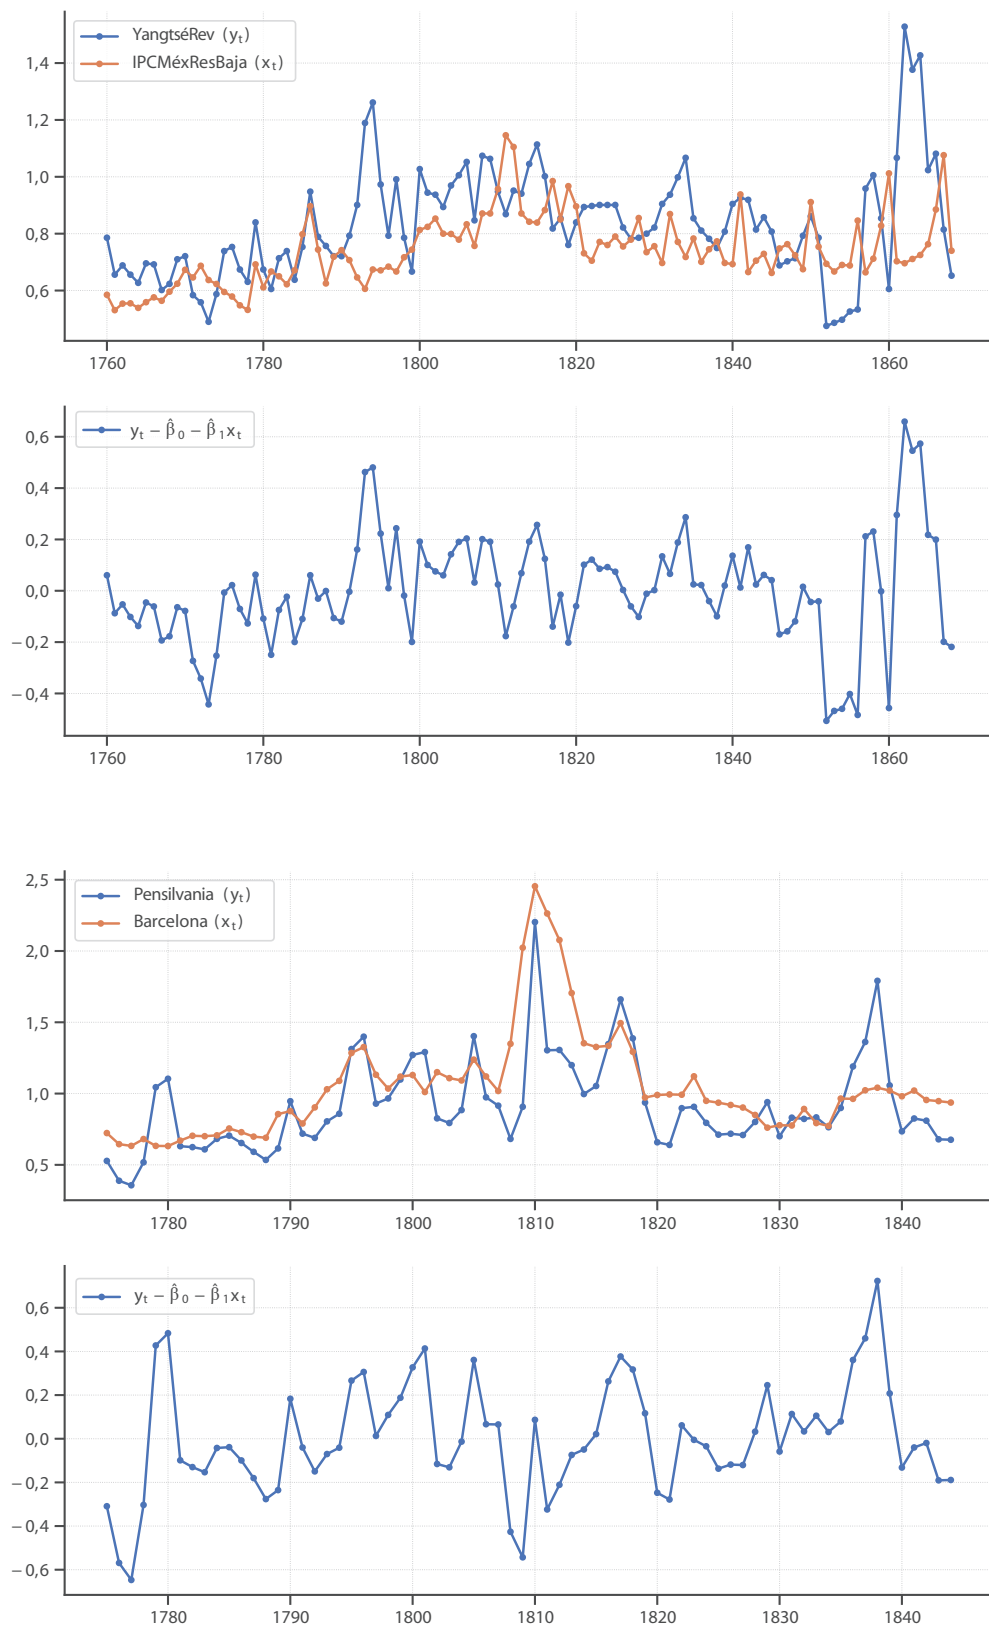 YangtséRev (yₜ)
IPCMéxResBaja (xₜ)
1,4
1,2
1,0
0,8
0,6
1760 1780 1800 1820 1840 1860
yₜ − β̂₀ − β̂₁xₜ
0,6
0,4
0,2
0,0
−0,2
−0,4
1760 1780 1800 1820 1840 1860
2,5
Pensilvania (yₜ)
Barcelona (xₜ)
2,0
1,5
1,0
0,5
1780 1790 1800 1810 1820 1830 1840
yₜ − β̂₀ − β̂₁xₜ
0,6
0,4
0,2
0,0
−0,2
−0,4
−0,6
1780 1790 1800 1810 1820 1830 1840